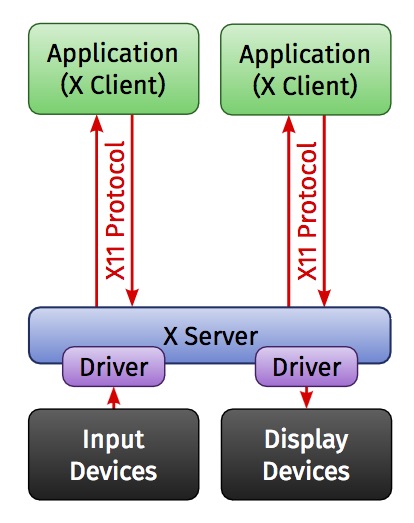 Application
(X Client)
Application
(X Client)
X11 Protocol
X11 Protocol
X Server
Driver
Driver
Input
Devices
Display
Devices